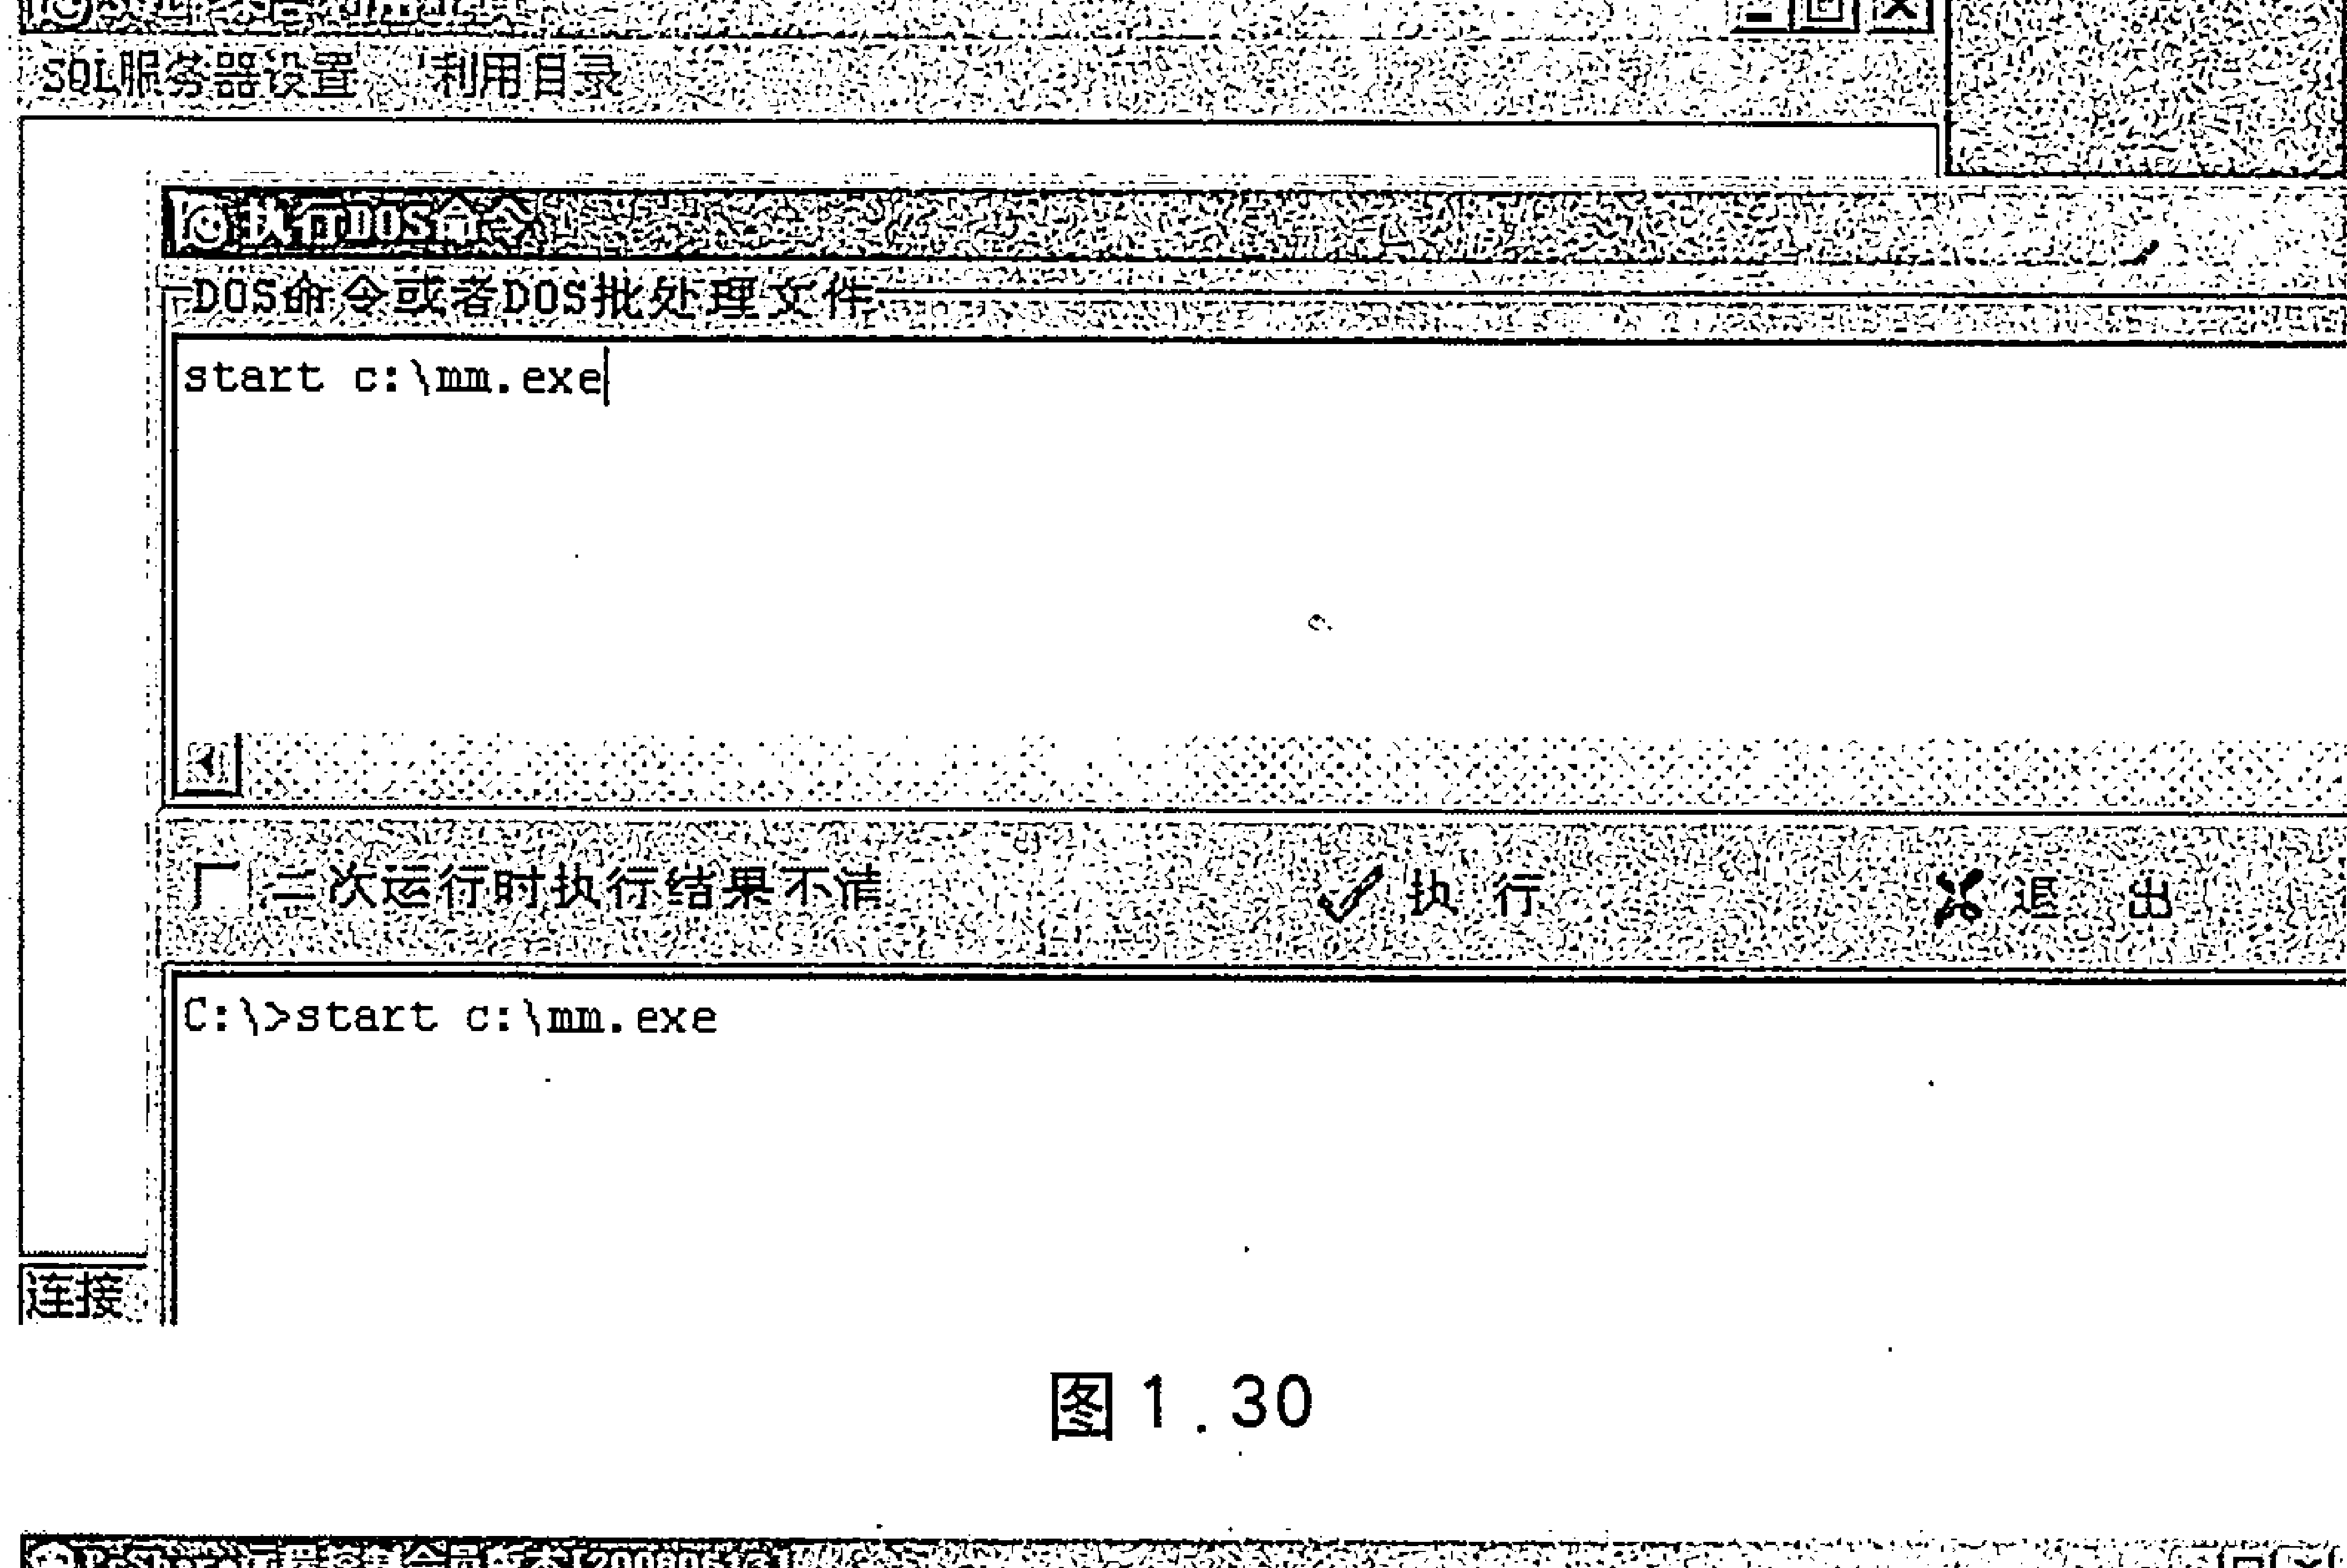 SQL服务器设置 利用目录
执行DOS命令
DOS命令或者DOS批处理文件
start c:\mm.exe
二次运行时执行结果不清 执 行 退 出
C:\>start c:\mm.exe
连接
图1.30